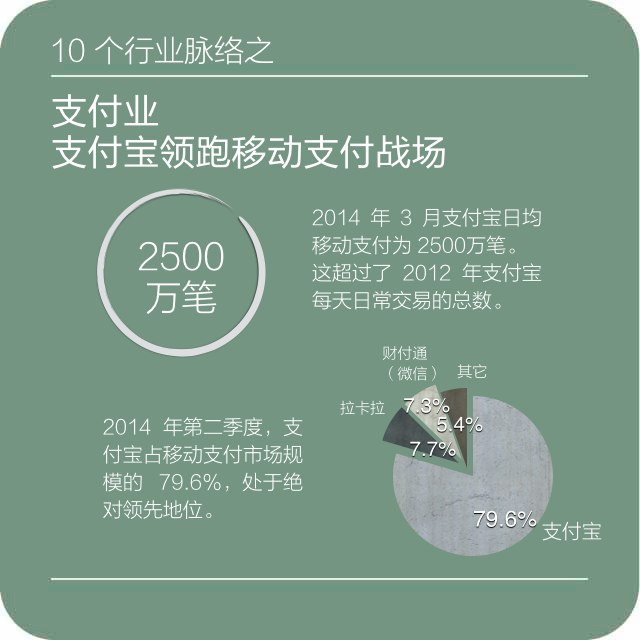 10 个行业脉络之
支付业
支付宝领跑移动支付战场
2500
万笔
2014 年 3 月支付宝日均
移动支付为 2500万笔。
这超过了 2012 年支付宝
每天日常交易的总数。
2014 年第二季度，支
付宝占移动支付市场规
模的 79.6%，处于绝
对领先地位。
财付通
（微信）
其它
拉卡拉
7.3%
5.4%
7.7%
79.6%
支付宝